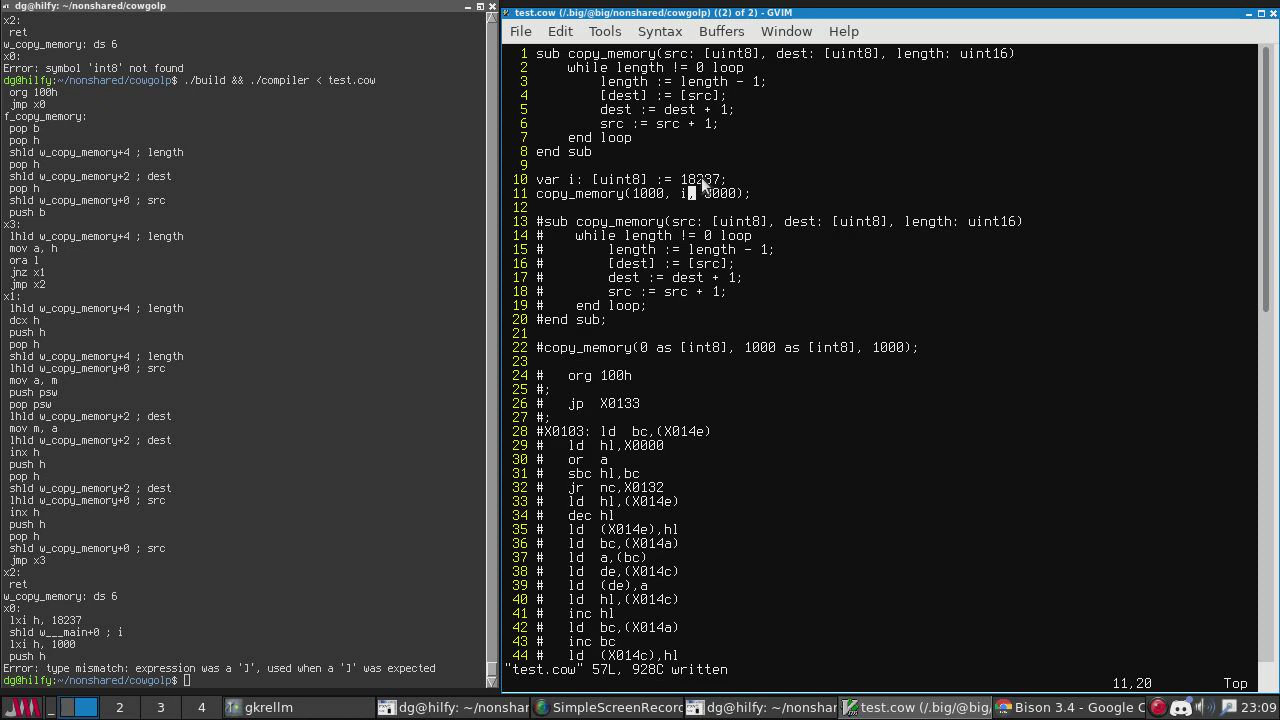 dg@hilfy: ~/nonshared/cowgolp
x2:
ret
w_copy_memory: ds 6
x0:
Error: symbol 'int8' not found
dg@hilfy:~/nonshared/cowgolp$ ./build && ./compiler < test.cow
org 100h
jmp x0
f_copy_memory:
pop b
pop h
shld w_copy_memory+4 ; length
pop h
shld w_copy_memory+2 ; dest
pop h
shld w_copy_memory+0 ; src
push b
x3:
lhld w_copy_memory+4 ; length
mov a, h
ora l
jnz x1
jmp x2
x1:
lhld w_copy_memory+4 ; length
dcx h
push h
pop h
shld w_copy_memory+4 ; length
lhld w_copy_memory+0 ; src
mov a, m
push psw
pop psw
lhld w_copy_memory+2 ; dest
mov m, a
lhld w_copy_memory+2 ; dest
inx h
push h
pop h
shld w_copy_memory+2 ; dest
lhld w_copy_memory+0 ; src
inx h
push h
pop h
shld w_copy_memory+0 ; src
jmp x3
x2:
ret
w_copy_memory: ds 6
x0:
lxi h, 18237
shld w___main+0 ; i
lxi h, 1000
push h
Error: type mismatch: expression was a ']', used when a ']' was expected
dg@hilfy:~/nonshared/cowgolp$
test.cow (/.big/@big/nonshared/cowgolp) ((2) of 2) - GVIM
File Edit Tools Syntax Buffers Window Help
1 sub copy_memory(src: [uint8], dest: [uint8], length: uint16)
2 while length != 0 loop
3 length := length - 1;
4 [dest] := [src];
5 dest := dest + 1;
6 src := src + 1;
7 end loop
8 end sub
9
10 var i: [uint8] := 18237;
11 copy_memory(1000, i, 3000);
12
13 #sub copy_memory(src: [uint8], dest: [uint8], length: uint16)
14 # while length != 0 loop
15 # length := length - 1;
16 # [dest] := [src];
17 # dest := dest + 1;
18 # src := src + 1;
19 # end loop;
20 #end sub;
21
22 #copy_memory(0 as [int8], 1000 as [int8], 1000);
23
24 # org 100h
25 #;
26 # jp X0133
27 #;
28 #X0103: ld bc,(X014e)
29 # ld hl,X0000
30 # or a
31 # sbc hl,bc
32 # jr nc,X0132
33 # ld hl,(X014e)
34 # dec hl
35 # ld (X014e),hl
36 # ld bc,(X014a)
37 # ld a,(bc)
38 # ld de,(X014c)
39 # ld (de),a
40 # ld hl,(X014c)
41 # inc hl
42 # ld bc,(X014a)
43 # inc bc
44 # ld (X014c),hl
"test.cow" 57L, 928C written
11,20 Top
2 3 4 gkrellm dg@hilfy: ~/nonshar SimpleScreenRecor dg@hilfy: ~/nonshar test.cow (/.big/@big/ Bison 3.4 - Google C 23:09